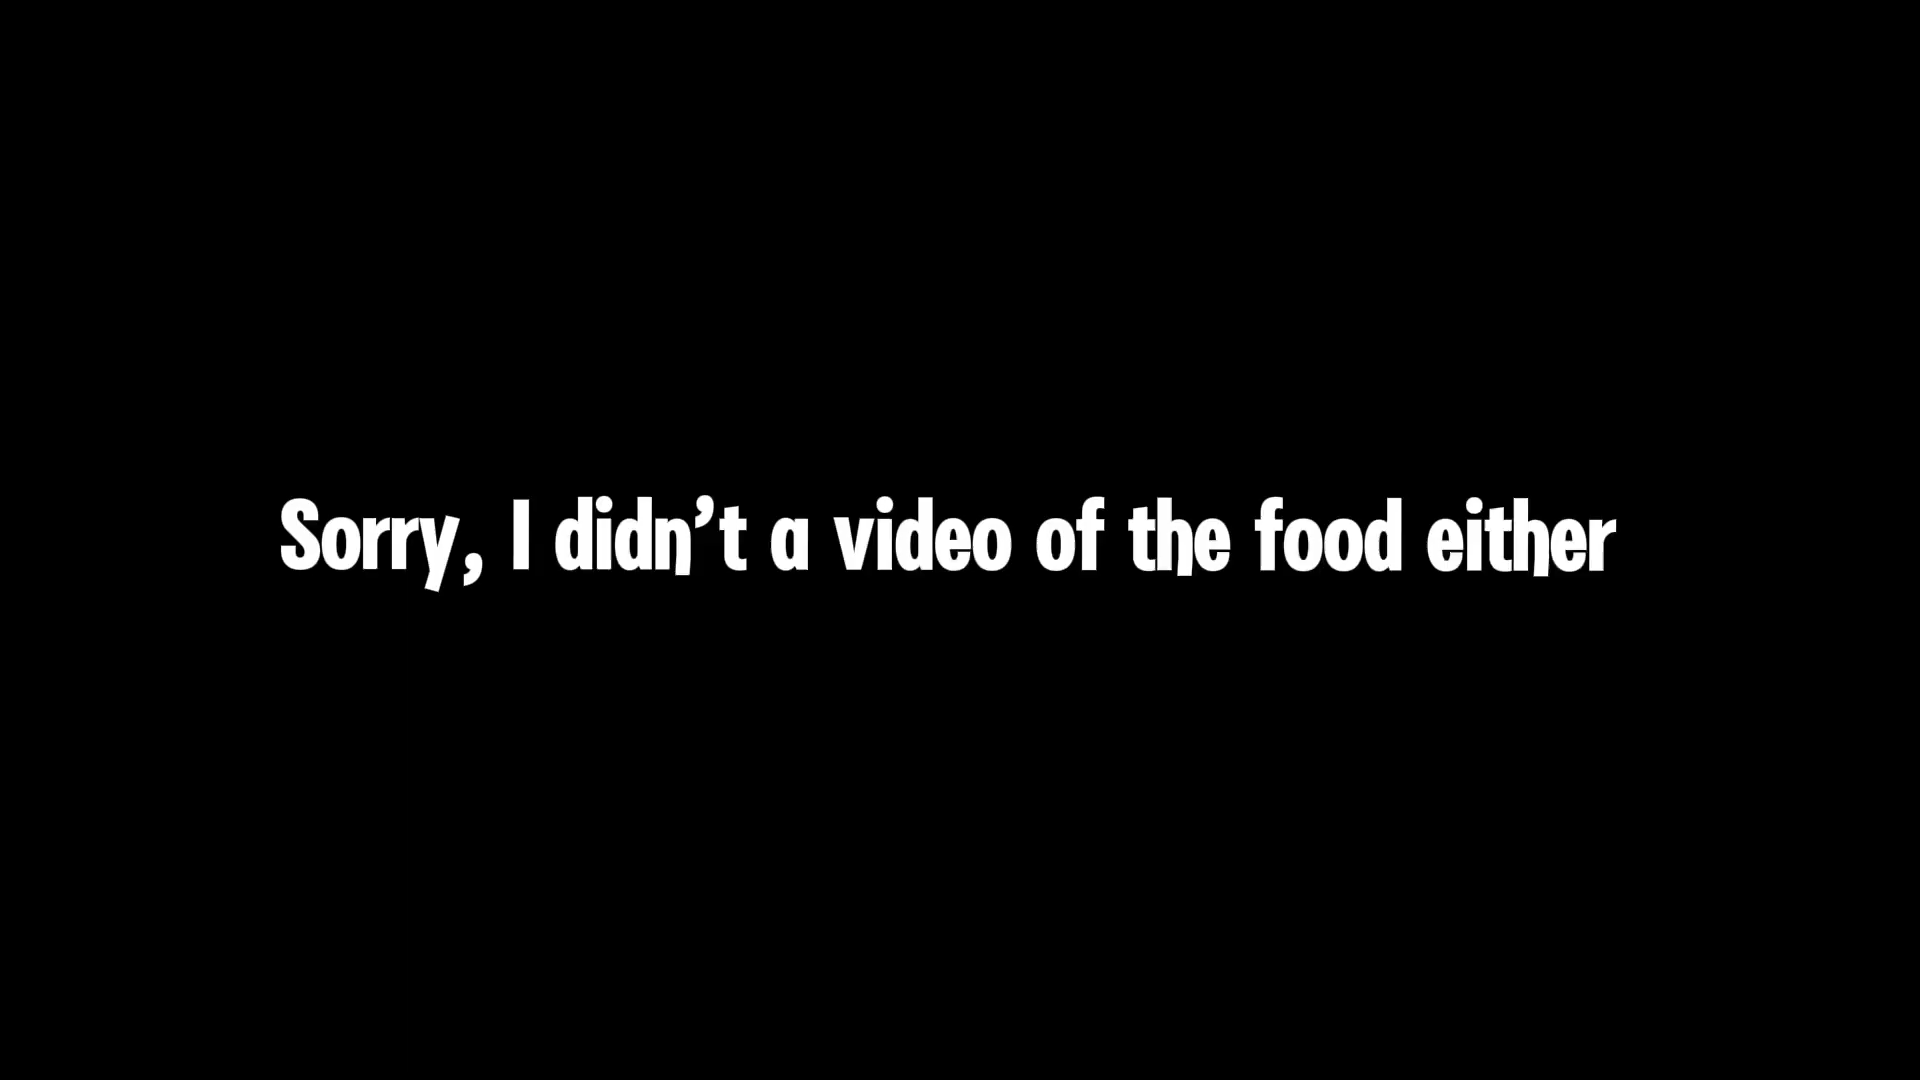 Sorry, I didn’t a video of the food either